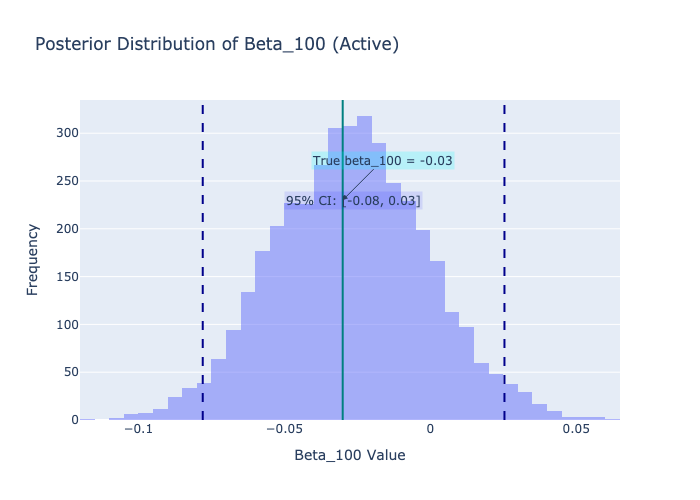 Posterior Distribution of Beta_100 (Active)
300
250
200
150
100
50
0
Frequency
True beta_100 = -0.03
95% CI: [-0.08, 0.03]
−0.1
−0.05
0
0.05
Beta_100 Value